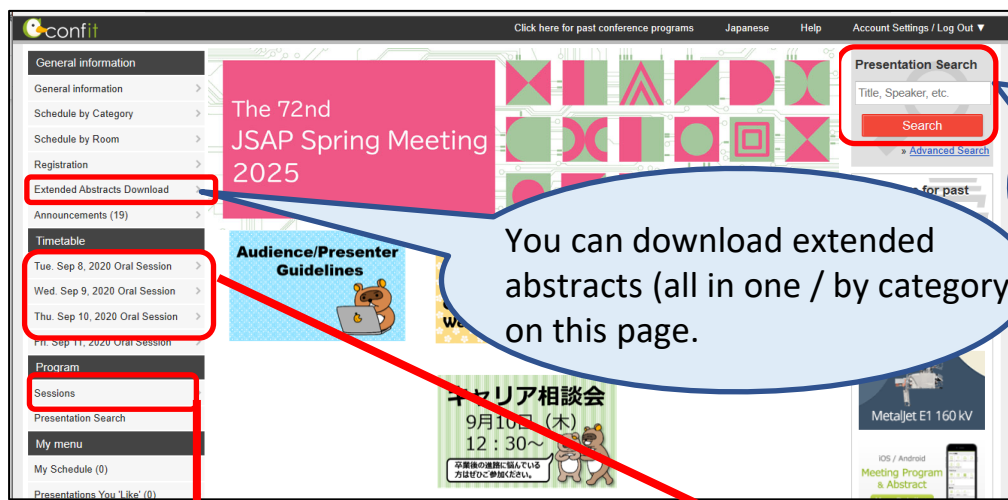 confit
Click here for past conference programs
Japanese
Help
Account Settings / Log Out ▼
General information
General information
Schedule by Category
Schedule by Room
Registration
Extended Abstracts Download
Announcements (19)
Timetable
Tue. Sep 8, 2020 Oral Session
Wed. Sep 9, 2020 Oral Session
Thu. Sep 10, 2020 Oral Session
Fri. Sep 11, 2020 Oral Session
Program
Sessions
Presentation Search
My menu
My Schedule (0)
Presentations You 'Like' (0)
The 72nd
JSAP Spring Meeting
2025
Audience/Presenter
Guidelines
You can download extended
abstracts (all in one / by category
on this page.
キャリア相談会
9月10日（木）
12：30～
卒業後の進路に悩んでいる
方はぜひご参加ください。
Presentation Search
Title, Speaker, etc.
Search
» Advanced Search
for past
MetalJet E1 160 kV
iOS / Android
Meeting Program
& Abstract